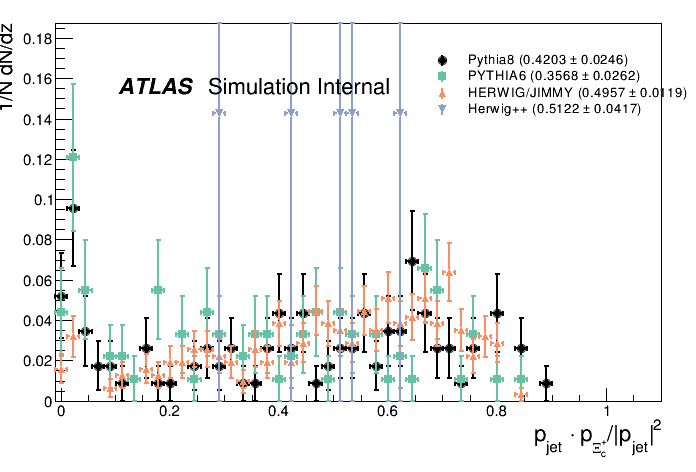 1/N dN/dz
0.18
0.16
0.14
0.12
0.1
0.08
0.06
0.04
0.02
0
ATLAS Simulation Internal
Pythia8 (0.4203 ± 0.0246)
PYTHIA6 (0.3568 ± 0.0262)
HERWIG/JIMMY (0.4957 ± 0.0119)
Herwig++ (0.5122 ± 0.0417)
0 0.2 0.4 0.6 0.8 1
p_jet · p_Ξ_c^+/|p_jet|^2